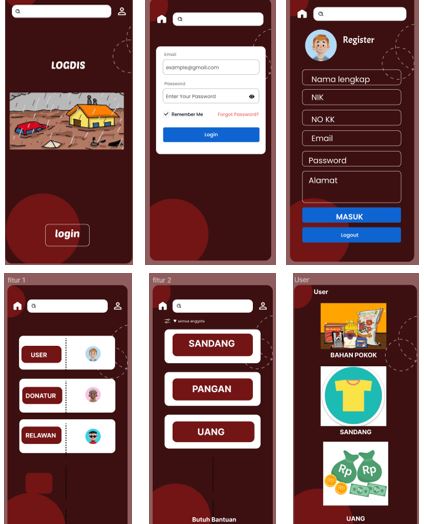 LOGDIS
login
Email
example@gmail.com
Password
Enter Your Password
Remember Me
Forgot Password?
Login
Register
Nama lengkap
NIK
NO KK
Email
Password
Alamat
MASUK
Logout
fitur 1
USER
DONATUR
RELAWAN
fitur 2
semua anggota
SANDANG
PANGAN
UANG
Butuh Bantuan
User
User
BAHAN POKOK
SANDANG
Rp
Rp
UANG